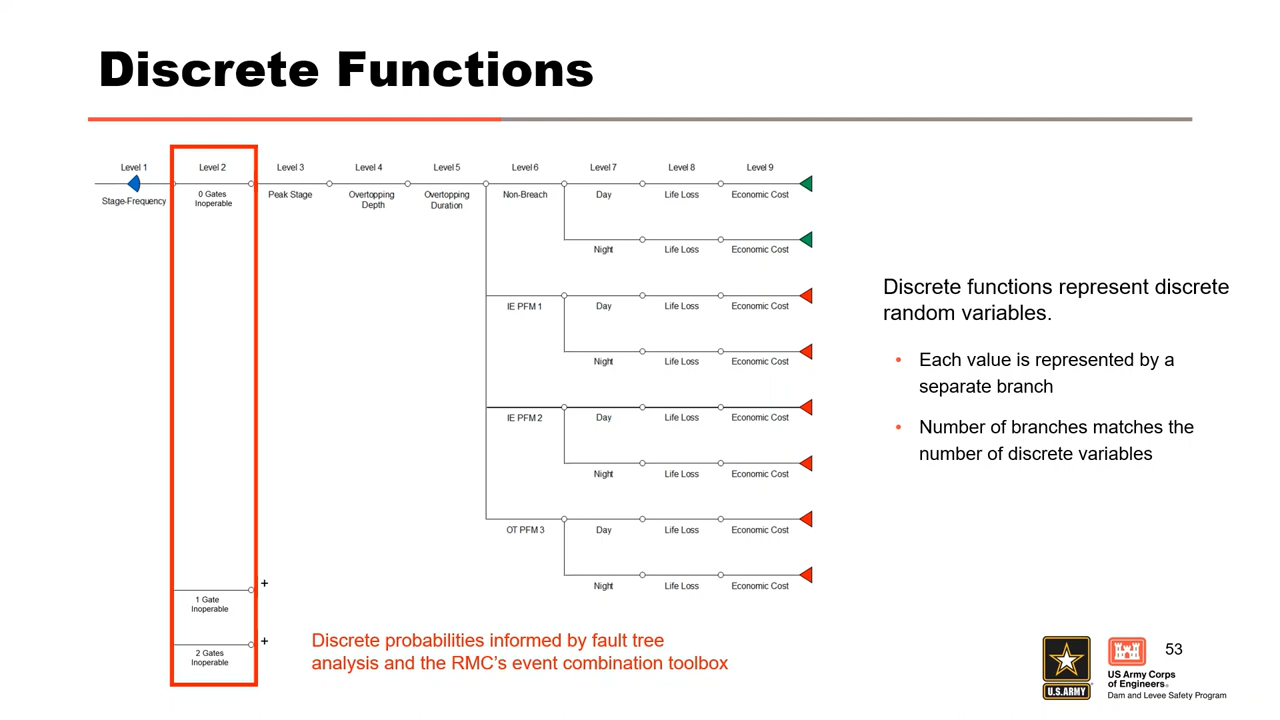 Discrete Functions
Level 1
Level 2
Level 3
Level 4
Level 5
Level 6
Level 7
Level 8
Level 9
Stage-Frequency
0 Gates
Inoperable
Peak Stage
Overtopping
Depth
Overtopping
Duration
Non-Breach
Day
Life Loss
Economic Cost
Night
Life Loss
Economic Cost
IE PFM 1
Day
Life Loss
Economic Cost
Night
Life Loss
Economic Cost
IE PFM 2
Day
Life Loss
Economic Cost
Night
Life Loss
Economic Cost
OT PFM 3
Day
Life Loss
Economic Cost
Night
Life Loss
Economic Cost
+
1 Gate
Inoperable
+
2 Gates
Inoperable
Discrete probabilities informed by fault tree
analysis and the RMC's event combination toolbox
Discrete functions represent discrete
random variables.
• Each value is represented by a
separate branch
• Number of branches matches the
number of discrete variables
U.S.ARMY
US Army Corps
of Engineers®
Dam and Levee Safety Program
53